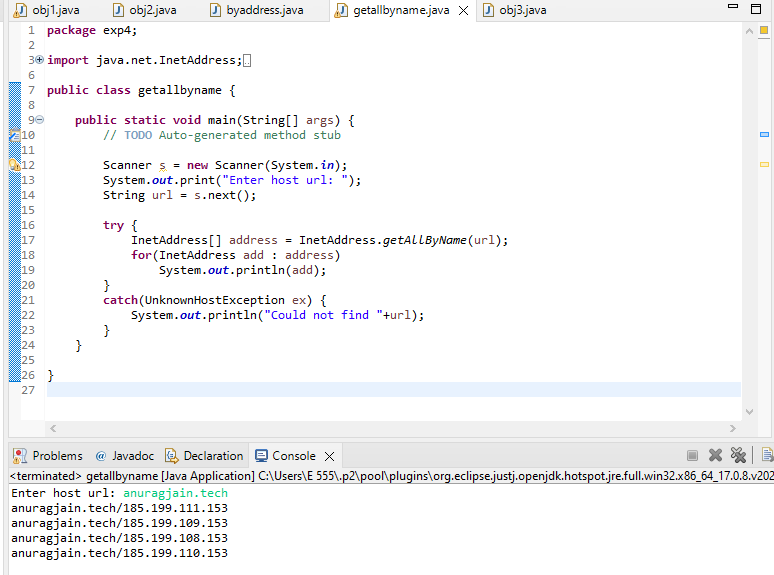 obj1.java obj2.java byaddress.java getallbyname.java obj3.java
1 package exp4;
2
3 import java.net.InetAddress;
6
7 public class getallbyname {
8
9 public static void main(String[] args) {
10 // TODO Auto-generated method stub
11
12 Scanner s = new Scanner(System.in);
13 System.out.print("Enter host url: ");
14 String url = s.next();
15
16 try {
17 InetAddress[] address = InetAddress.getAllByName(url);
18 for(InetAddress add : address)
19 System.out.println(add);
20 }
21 catch(UnknownHostException ex) {
22 System.out.println("Could not find "+url);
23 }
24 }
25
26 }
27
Problems @ Javadoc Declaration Console
<terminated> getallbyname [Java Application] C:\Users\E 555\.p2\pool\plugins\org.eclipse.justj.openjdk.hotspot.jre.full.win32.x86_64_17.0.8.v202
Enter host url: anuragjain.tech
anuragjain.tech/185.199.111.153
anuragjain.tech/185.199.109.153
anuragjain.tech/185.199.108.153
anuragjain.tech/185.199.110.153